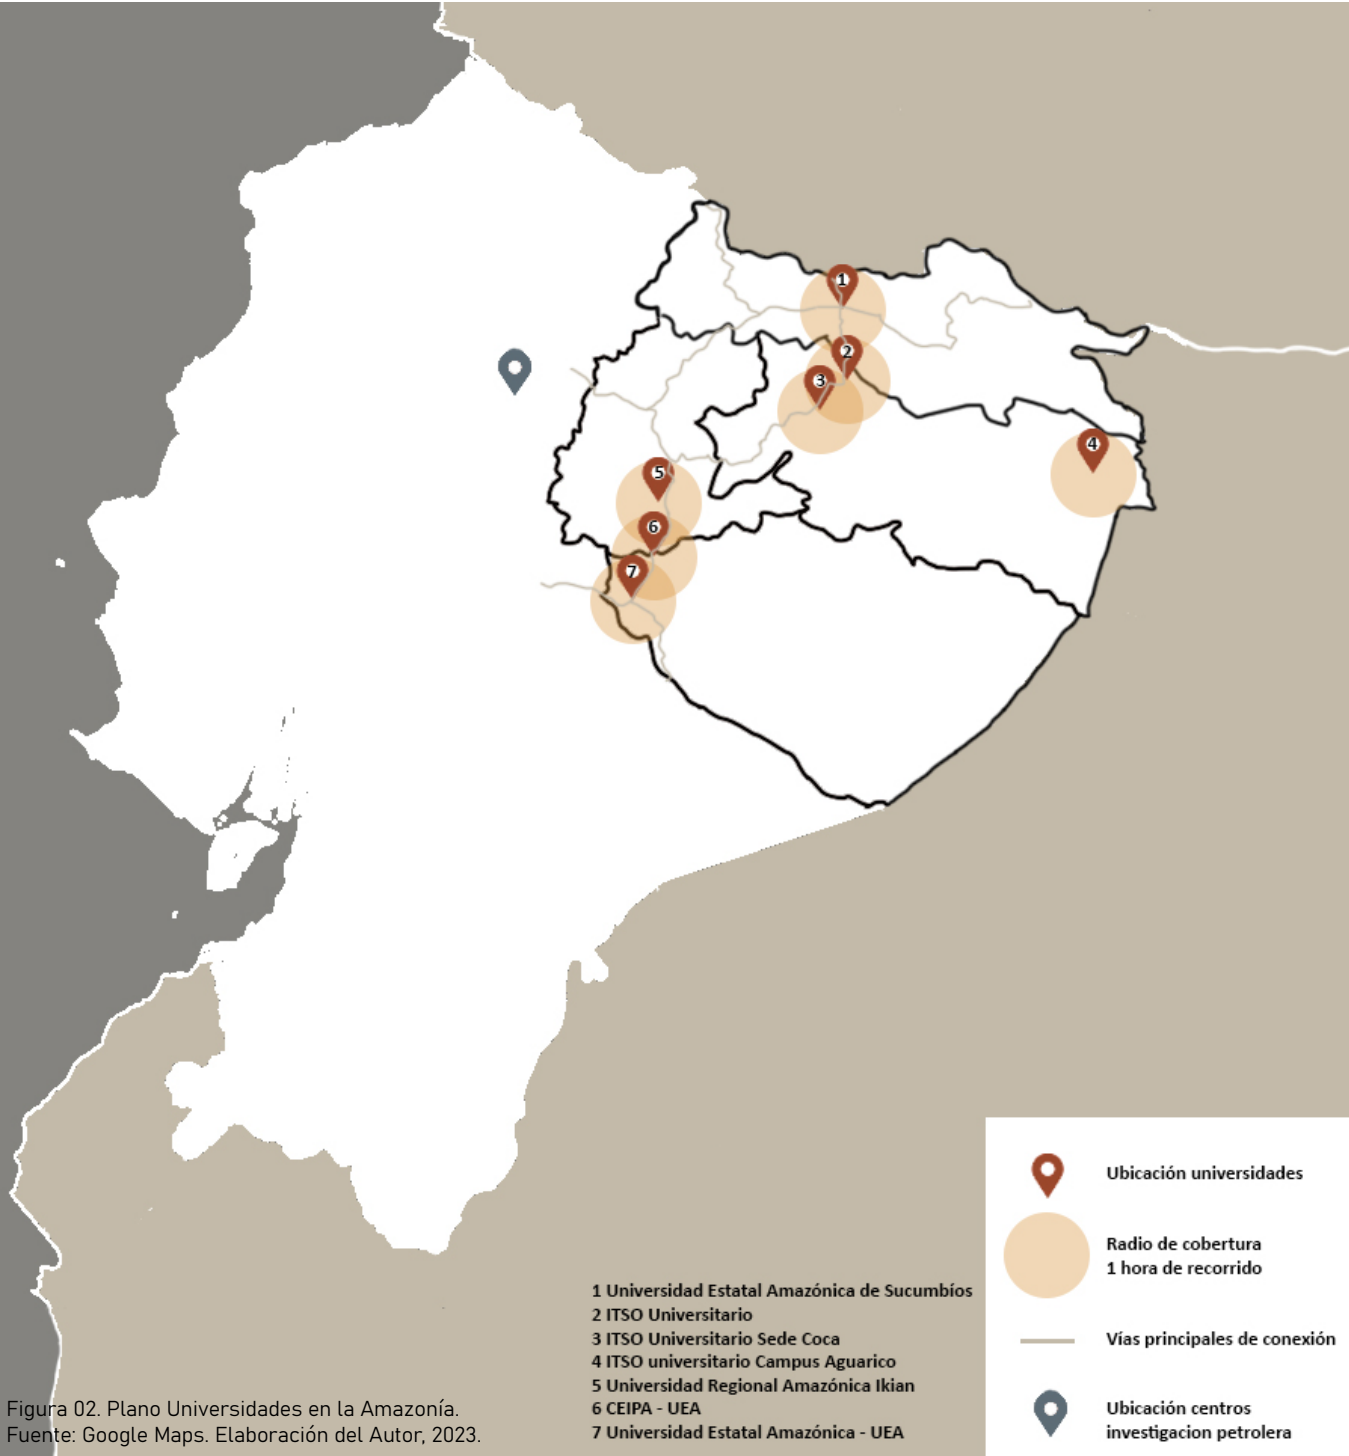 1
2
3
4
5
6
7
Ubicación universidades
Radio de cobertura
1 hora de recorrido
Vías principales de conexión
Ubicación centros
investigacion petrolera
1 Universidad Estatal Amazónica de Sucumbíos
2 ITSO Universitario
3 ITSO Universitario Sede Coca
4 ITSO universitario Campus Aguarico
5 Universidad Regional Amazónica Ikian
6 CEIPA - UEA
7 Universidad Estatal Amazónica - UEA
Figura 02. Plano Universidades en la Amazonía.
Fuente: Google Maps. Elaboración del Autor, 2023.